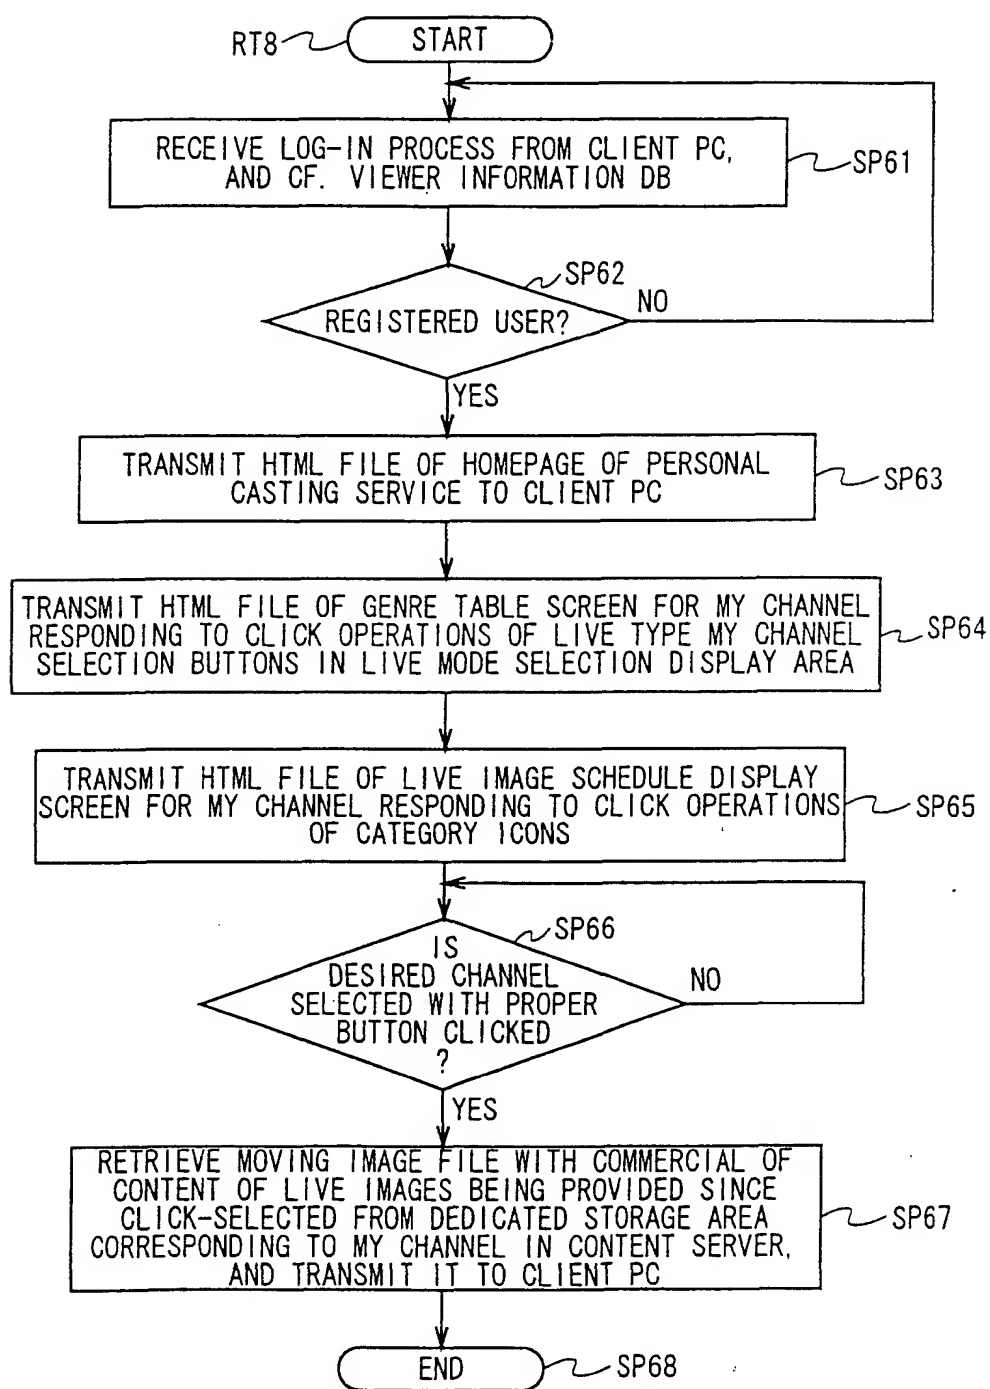 RT8
START
RECEIVE LOG-IN PROCESS FROM CLIENT PC,
AND CF. VIEWER INFORMATION DB
SP61
SP62
REGISTERED USER?
NO
YES
TRANSMIT HTML FILE OF HOMEPAGE OF PERSONAL
CASTING SERVICE TO CLIENT PC
SP63
TRANSMIT HTML FILE OF GENRE TABLE SCREEN FOR MY CHANNEL
RESPONDING TO CLICK OPERATIONS OF LIVE TYPE MY CHANNEL
SELECTION BUTTONS IN LIVE MODE SELECTION DISPLAY AREA
SP64
TRANSMIT HTML FILE OF LIVE IMAGE SCHEDULE DISPLAY
SCREEN FOR MY CHANNEL RESPONDING TO CLICK OPERATIONS
OF CATEGORY ICONS
SP65
SP66
IS
DESIRED CHANNEL
SELECTED WITH PROPER
BUTTON CLICKED
?
NO
YES
RETRIEVE MOVING IMAGE FILE WITH COMMERCIAL OF
CONTENT OF LIVE IMAGES BEING PROVIDED SINCE
CLICK-SELECTED FROM DEDICATED STORAGE AREA
CORRESPONDING TO MY CHANNEL IN CONTENT SERVER,
AND TRANSMIT IT TO CLIENT PC
SP67
END
SP68